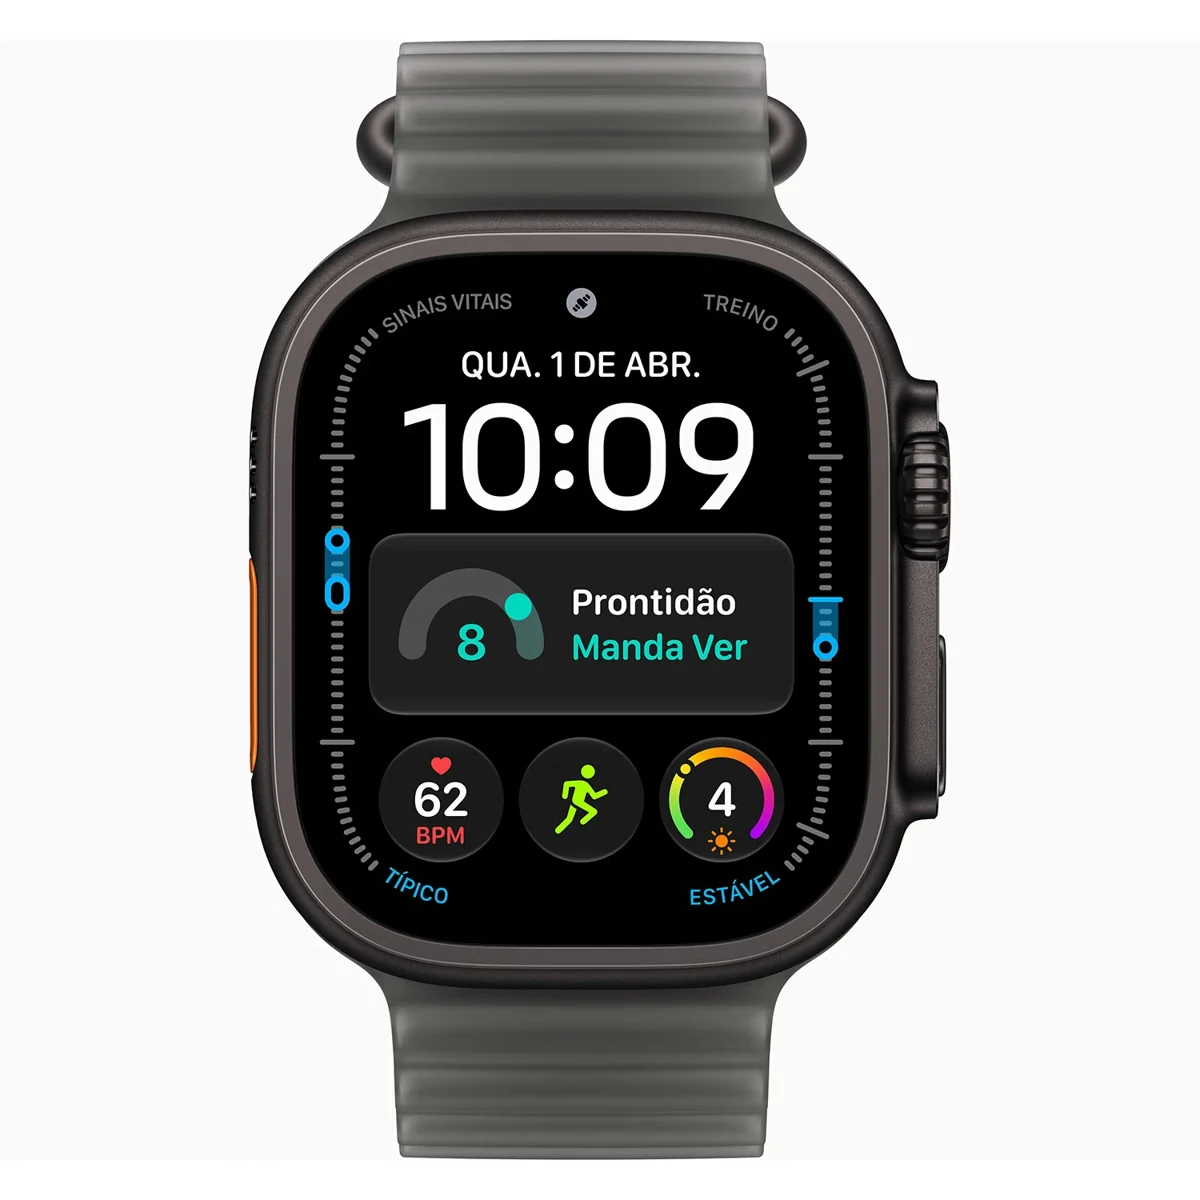 SINAIS VITAIS
TREINO
QUA. 1 DE ABR.
10:09
8
Prontidão
Manda Ver
62
BPM
4
TÍPICO
ESTÁVEL